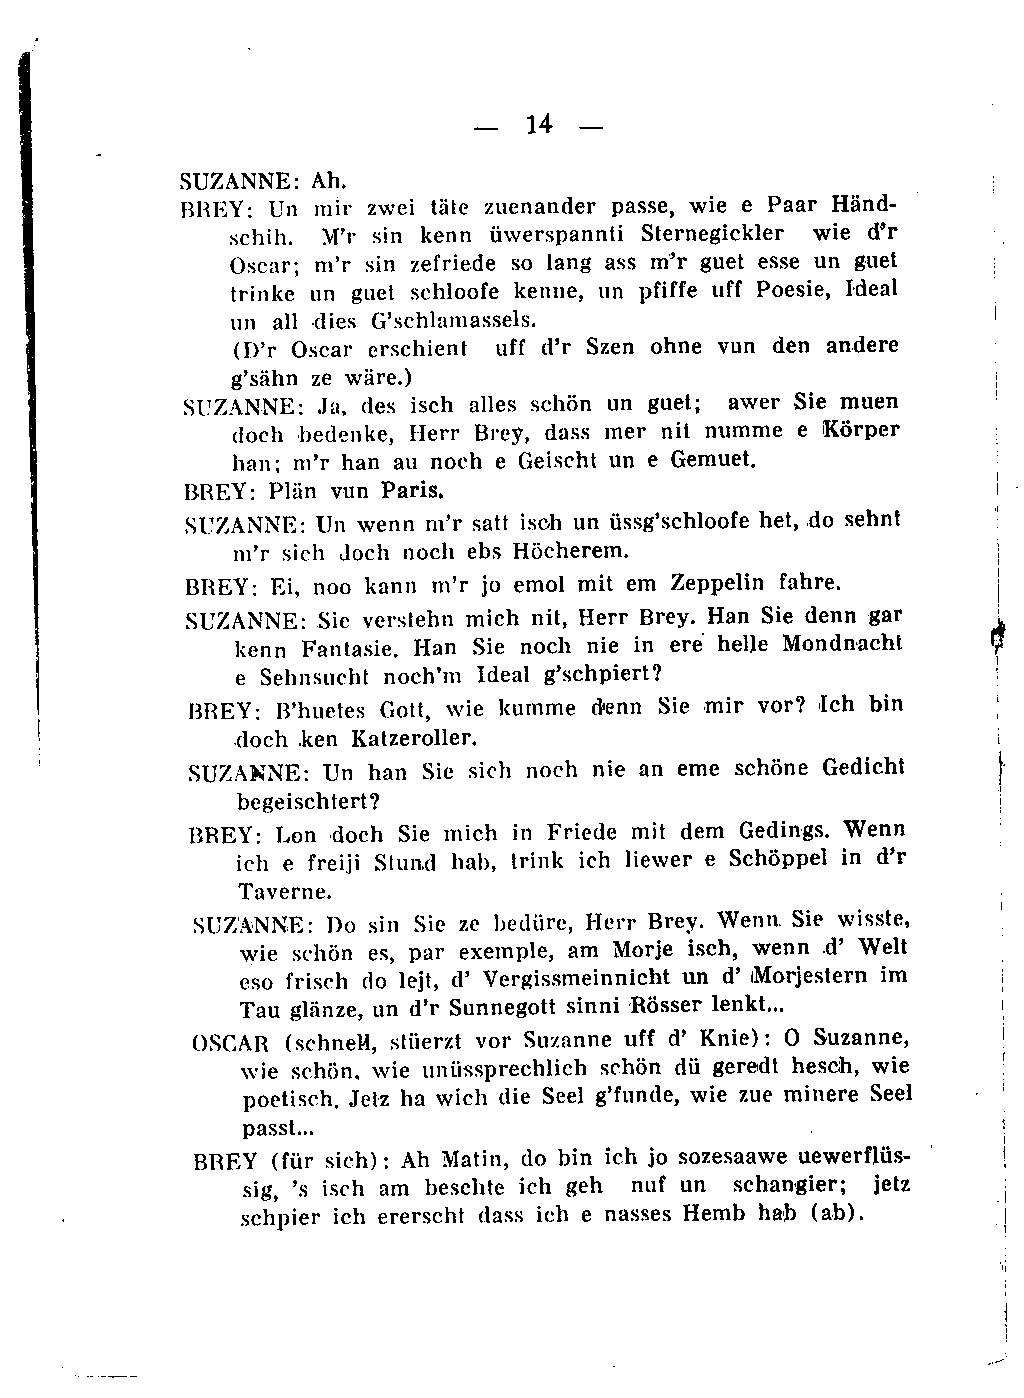 — 14 —
SUZANNE: Ah.
BREY: Un mir zwei täte zuenander passe, wie e Paar Händ-
schih. M'r sin kenn üwerspannti Sternegickler wie d'r
Oscar; m'r sin zefriede so lang ass m'r guet esse un guet
trinke un guet schloofe kenne, un pfiffe uff Poesie, Ideal
un all dies G'schlamassels.
(D'r Oscar erschient uff d'r Szen ohne vun den andere
g'sähn ze wäre.)
SUZANNE: Ja, des isch alles schön un guet; awer Sie muen
doch bedenke, Herr Brey, dass mer nit numme e Körper
han; m'r han au noch e Geischt un e Gemuet.
BREY: Plän vun Paris.
SUZANNE: Un wenn m'r satt isch un üssg'schloofe het, do sehnt
m'r sich doch noch ebs Höcherem.
BREY: Ei, noo kann m'r jo emol mit em Zeppelin fahre.
SUZANNE: Sie verstehn mich nit, Herr Brey. Han Sie denn gar
kenn Fantasie. Han Sie noch nie in ere helle Mondnacht
e Sehnsucht noch'm Ideal g'schpiert?
BREY: B'huetes Gott, wie kumme denn Sie mir vor? Ich bin
doch ken Katzeroller.
SUZANNE: Un han Sie sich noch nie an eme schöne Gedicht
begeischtert?
BREY: Lon doch Sie mich in Friede mit dem Gedings. Wenn
ich e freiji Stund hab, trink ich liewer e Schöppel in d'r
Taverne.
SUZANNE: Do sin Sie ze bedüre, Herr Brey. Wenn Sie wisste,
wie schön es, par exemple, am Morje isch, wenn d' Welt
eso frisch do lejt, d' Vergissmeinnicht un d' Morjestern im
Tau glänze, un d'r Sunnegott sinni Rösser lenkt...
OSCAR (schnell, stüerzt vor Suzanne uff d' Knie): O Suzanne,
wie schön, wie unüssprechlich schön dü geredt hesch, wie
poetisch. Jetz ha wich die Seel g'funde, wie zue minere Seel
passt...
BREY (für sich): Ah Matin, do bin ich jo sozesaawe uewerflüs-
sig, 's isch am beschte ich geh nuf un schangier; jetz
schpier ich ererscht dass ich e nasses Hemb hab (ab).